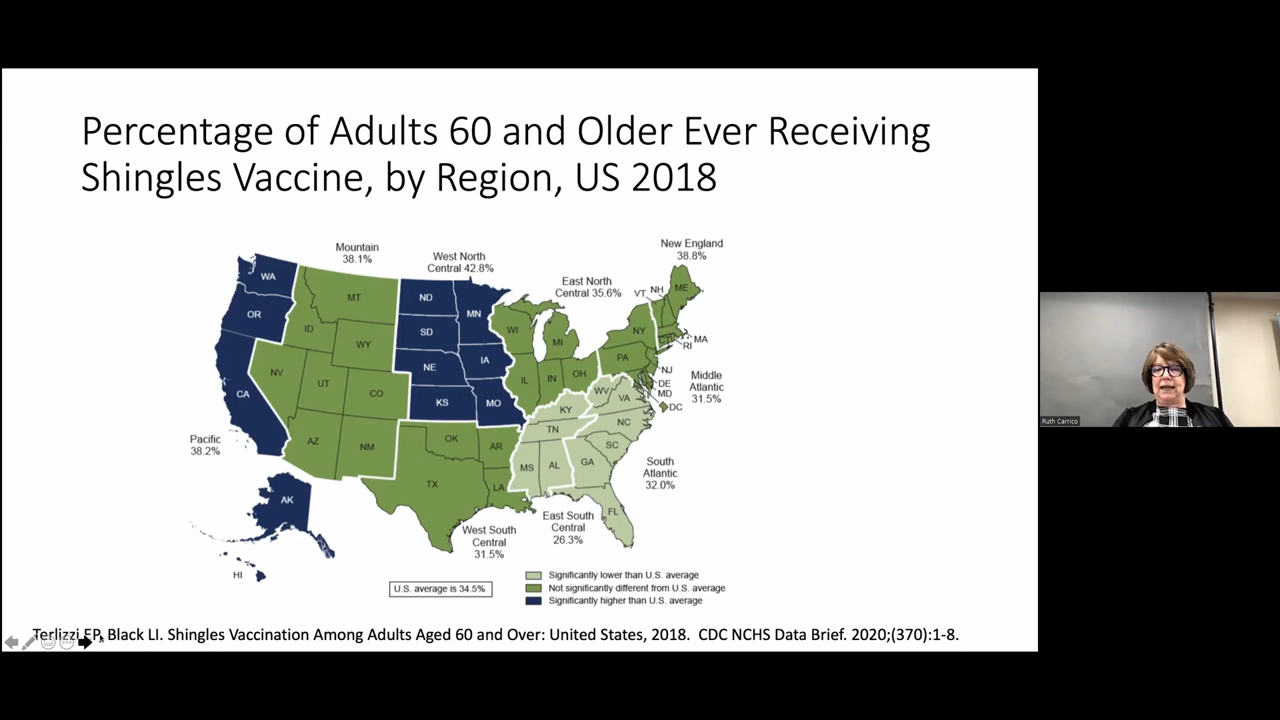 Percentage of Adults 60 and Older Ever Receiving
Shingles Vaccine, by Region, US 2018
Mountain
38.1%
West North
Central 42.8%
East North
Central 35.6%
New England
38.8%
VT
NH
ME
WA
MT
ND
MN
OR
ID
SD
WI
MI
NY
MA
RI
WY
NE
IA
PA
NJ
DE
MD
DC
Middle
Atlantic
31.5%
NV
UT
CO
KS
MO
IL
IN
OH
WV
VA
CA
KY
NC
TN
AZ
NM
OK
AR
SC
MS
AL
GA
Pacific
38.2%
TX
LA
FL
South
Atlantic
32.0%
AK
HI
West South
Central
31.5%
East South
Central
26.3%
U.S. average is 34.5%
Significantly lower than U.S. average
Not significantly different from U.S. average
Significantly higher than U.S. average
Terlizzi EP, Black LI. Shingles Vaccination Among Adults Aged 60 and Over: United States, 2018. CDC NCHS Data Brief. 2020;(370):1-8.
Ruth Carrico